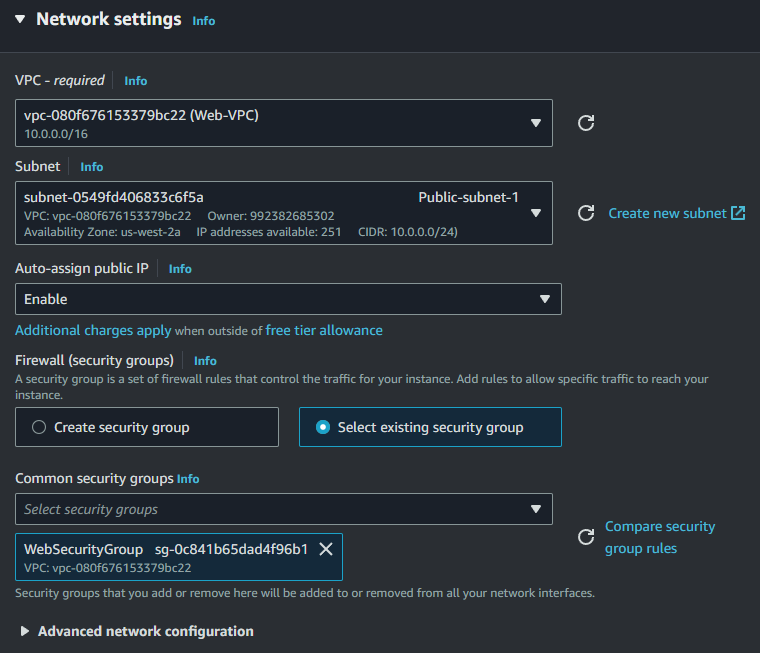 Network settings Info
VPC - required Info
vpc-080f676153379bc22 (Web-VPC)
10.0.0.0/16
Subnet Info
subnet-0549fd406833c6f5a Public-subnet-1
VPC: vpc-080f676153379bc22 Owner: 992382685302
Availability Zone: us-west-2a IP addresses available: 251 CIDR: 10.0.0.0/24)
Create new subnet
Auto-assign public IP Info
Enable
Additional charges apply when outside of free tier allowance
Firewall (security groups) Info
A security group is a set of firewall rules that control the traffic for your instance. Add rules to allow specific traffic to reach your
instance.
Create security group
Select existing security group
Common security groups Info
Select security groups
WebSecurityGroup sg-0c841b65dad4f96b1
VPC: vpc-080f676153379bc22
Compare security
group rules
Security groups that you add or remove here will be added to or removed from all your network interfaces.
Advanced network configuration